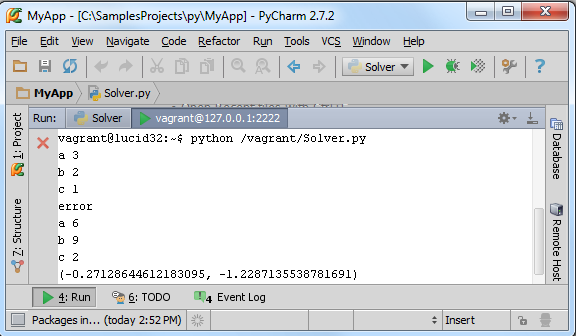 MyApp - [C:\SamplesProjects\py\MyApp] - PyCharm 2.7.2
File Edit View Navigate Code Refactor Run Tools VCS Window Help
Solver
MyApp Solver.py
Run: Solver vagrant@127.0.0.1:2222
1: Project
Z: Structure
vagrant@lucid32:~$ python /vagrant/Solver.py
a 3
b 2
c 1
error
a 6
b 9
c 2
(-0.27128644612183095, -1.2287135538781691)
Database
Remote Host
4: Run 6: TODO 4 Event Log
Packages in... (today 2:52 PM) Insert